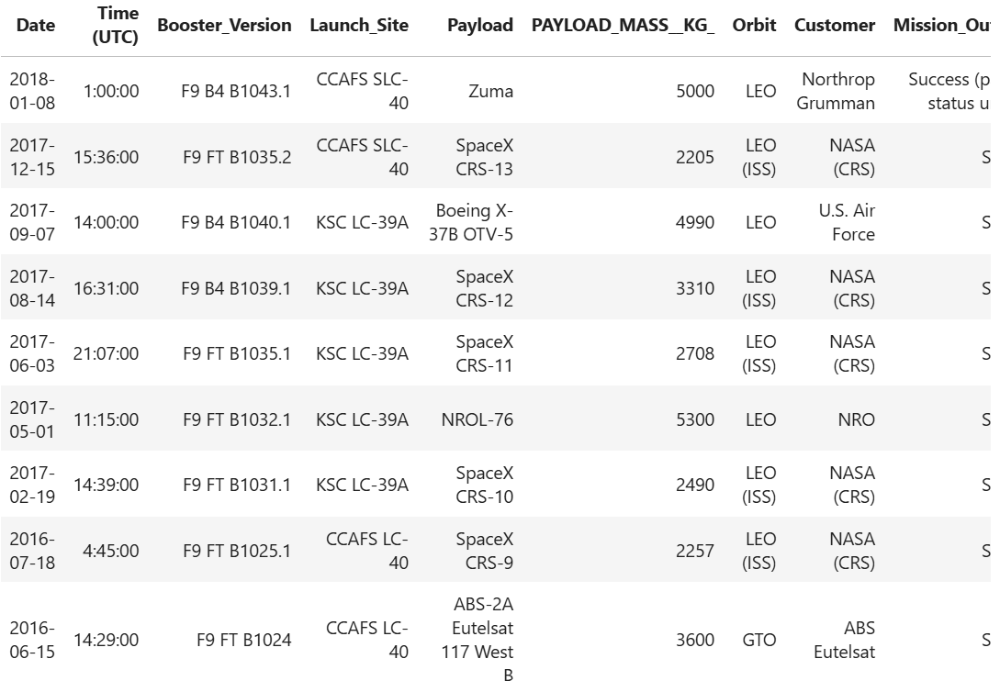 Date Time (UTC) Booster_Version Launch_Site Payload PAYLOAD_MASS__KG_ Orbit Customer Mission_Ou
2018-01-08 1:00:00 F9 B4 B1043.1 CCAFS SLC-40 Zuma 5000 LEO Northrop Grumman Success (p status u
2017-12-15 15:36:00 F9 FT B1035.2 CCAFS SLC-40 SpaceX CRS-13 2205 LEO (ISS) NASA (CRS) S
2017-09-07 14:00:00 F9 B4 B1040.1 KSC LC-39A Boeing X-37B OTV-5 4990 LEO U.S. Air Force S
2017-08-14 16:31:00 F9 B4 B1039.1 KSC LC-39A SpaceX CRS-12 3310 LEO (ISS) NASA (CRS) S
2017-06-03 21:07:00 F9 FT B1035.1 KSC LC-39A SpaceX CRS-11 2708 LEO (ISS) NASA (CRS) S
2017-05-01 11:15:00 F9 FT B1032.1 KSC LC-39A NROL-76 5300 LEO NRO S
2017-02-19 14:39:00 F9 FT B1031.1 KSC LC-39A SpaceX CRS-10 2490 LEO (ISS) NASA (CRS) S
2016-07-18 4:45:00 F9 FT B1025.1 CCAFS LC-40 SpaceX CRS-9 2257 LEO (ISS) NASA (CRS) S
2016-06-15 14:29:00 F9 FT B1024 CCAFS LC-40 ABS-2A Eutelsat 117 West B 3600 GTO ABS Eutelsat S